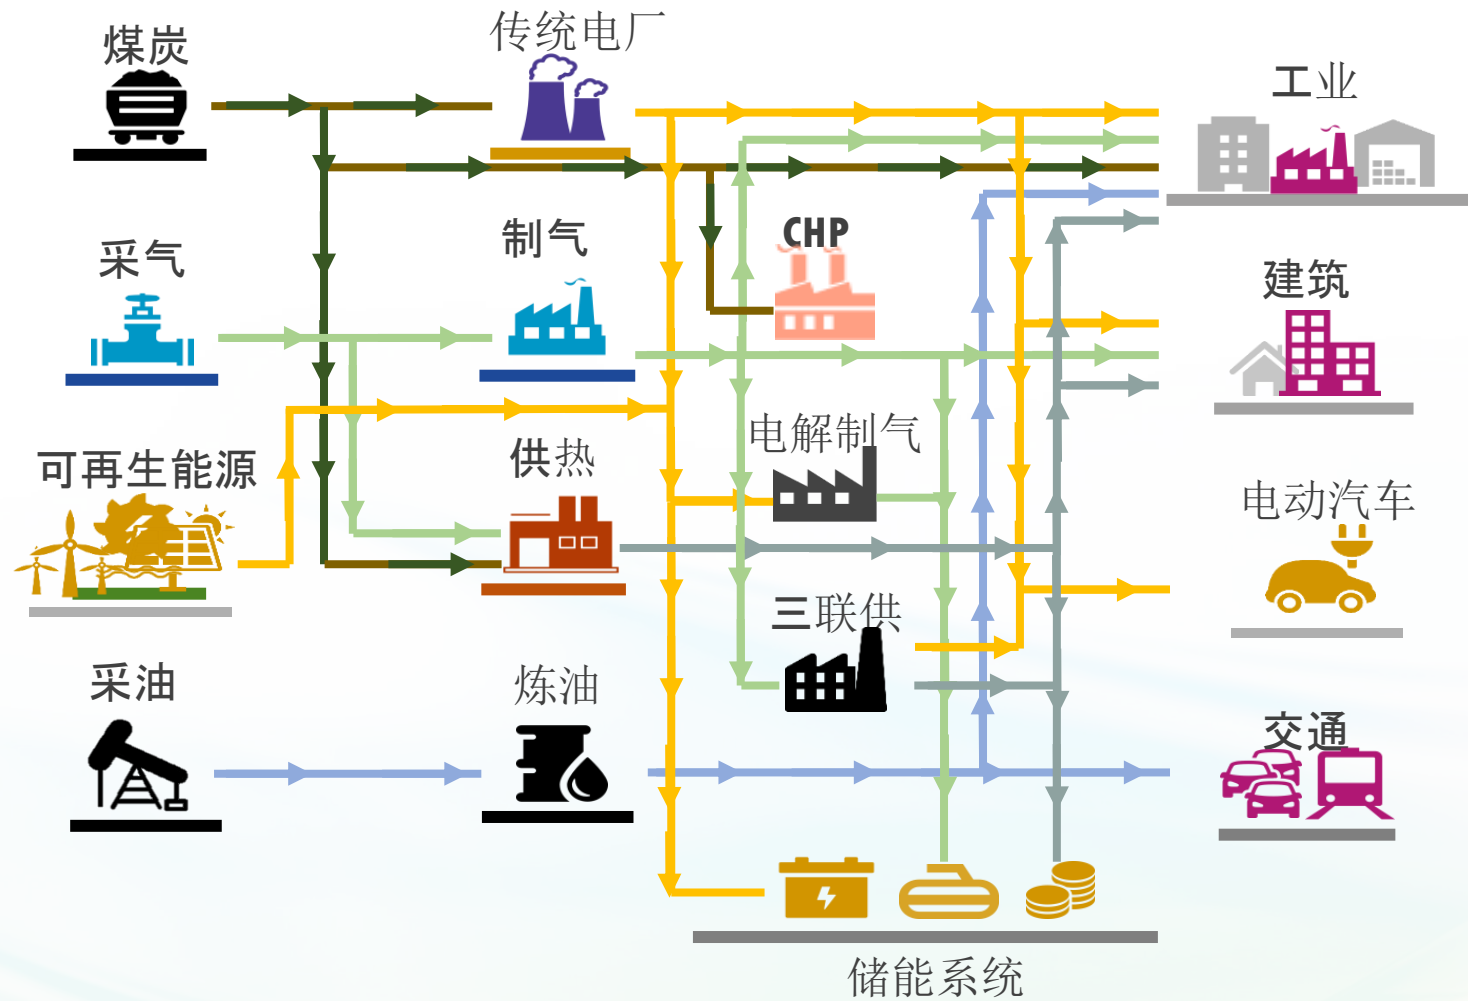 煤炭
传统电厂
工业
采气
制气
CHP
建筑
可再生能源
供热
电解制气
电动汽车
采油
炼油
三联供
交通
储能系统